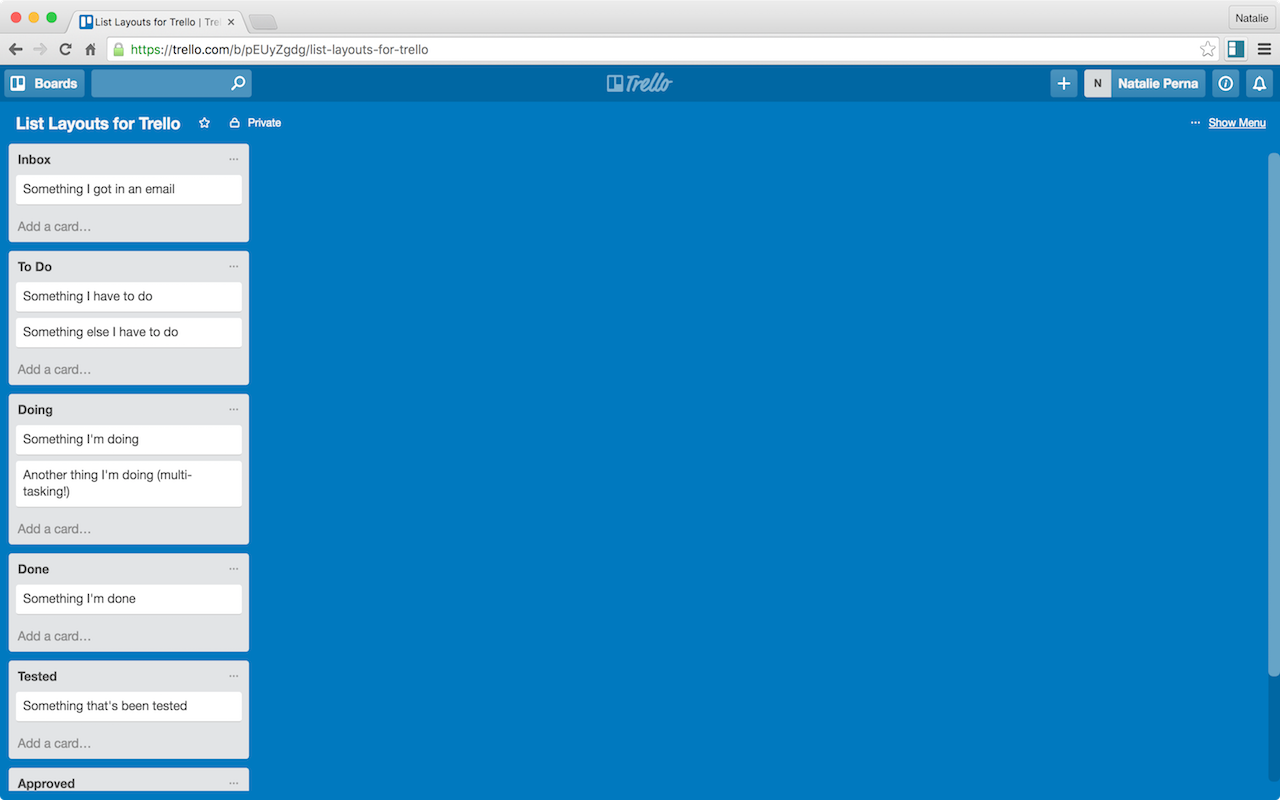 List Layouts for Trello | Tre
Natalie
https://trello.com/b/pEUyZgdg/list-layouts-for-trello
Boards
Trello
N
Natalie Perna
List Layouts for Trello
Private
... Show Menu
Inbox
Something I got in an email
Add a card…
To Do
Something I have to do
Something else I have to do
Add a card…
Doing
Something I'm doing
Another thing I'm doing (multi-
tasking!)
Add a card…
Done
Something I'm done
Add a card…
Tested
Something that's been tested
Add a card…
Approved